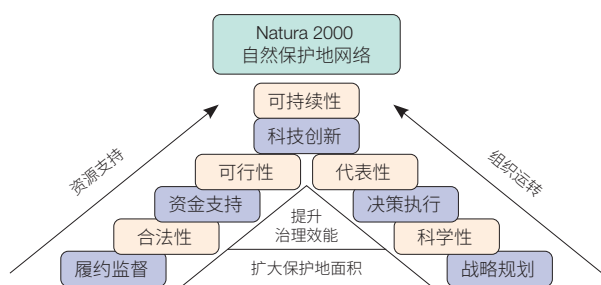 Natura 2000
自然保护地网络
可持续性
科技创新
资源支持
组织运转
可行性
代表性
资金支持
决策执行
提升
治理效能
合法性
科学性
履约监督
扩大保护地面积
战略规划